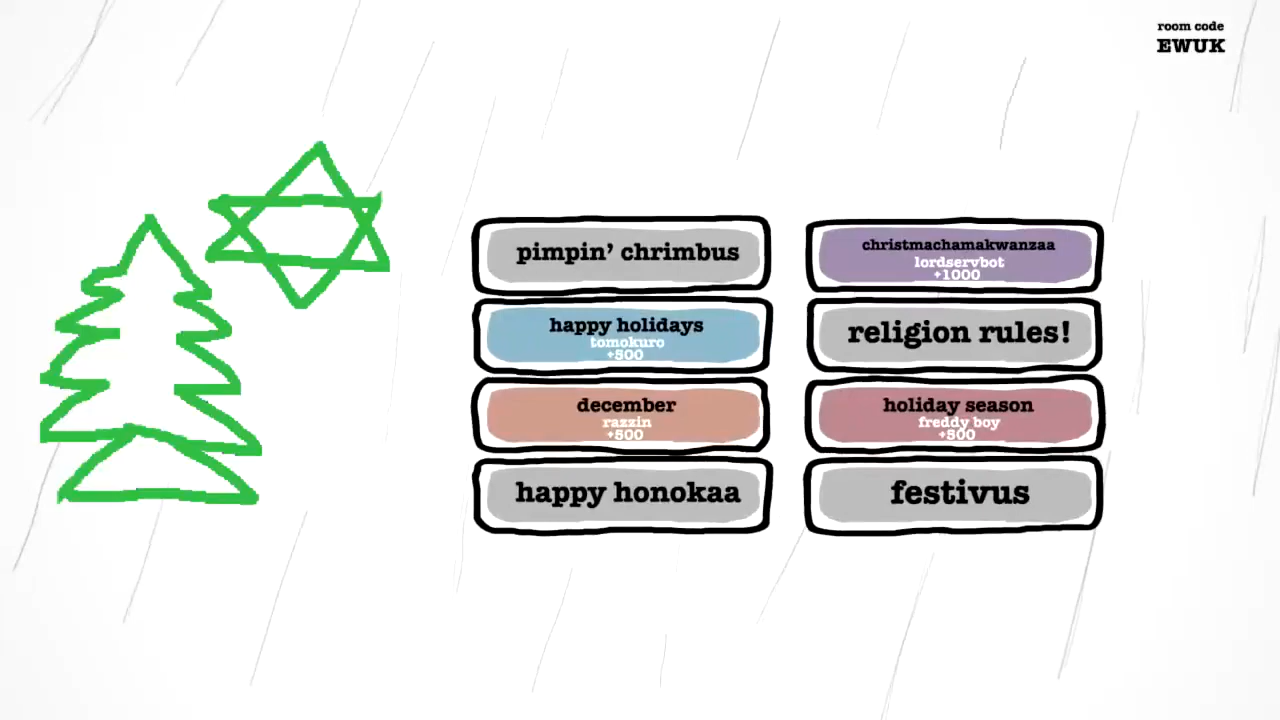 room code
EWUK
pimpin' chrimbus
christmachamakwanzaa
lordservbot
+1000
happy holidays
tomokuro
+500
religion rules!
december
razzin
+500
holiday season
freddy boy
+500
happy honokaa
festivus